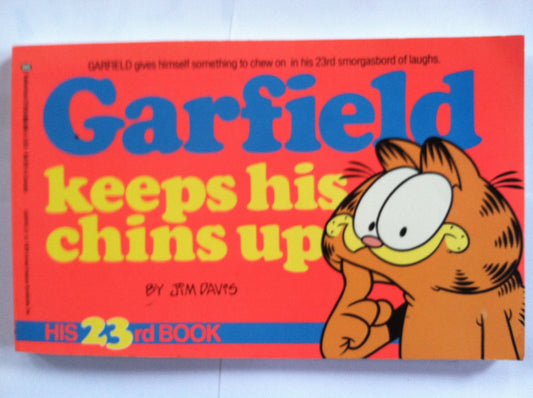 GARFIELD gives himself something to chew on in his 23rd smorgasbord of laughs.
Garfield
keeps his
chins up
BY JIM DAVIS
HIS 23rd BOOK